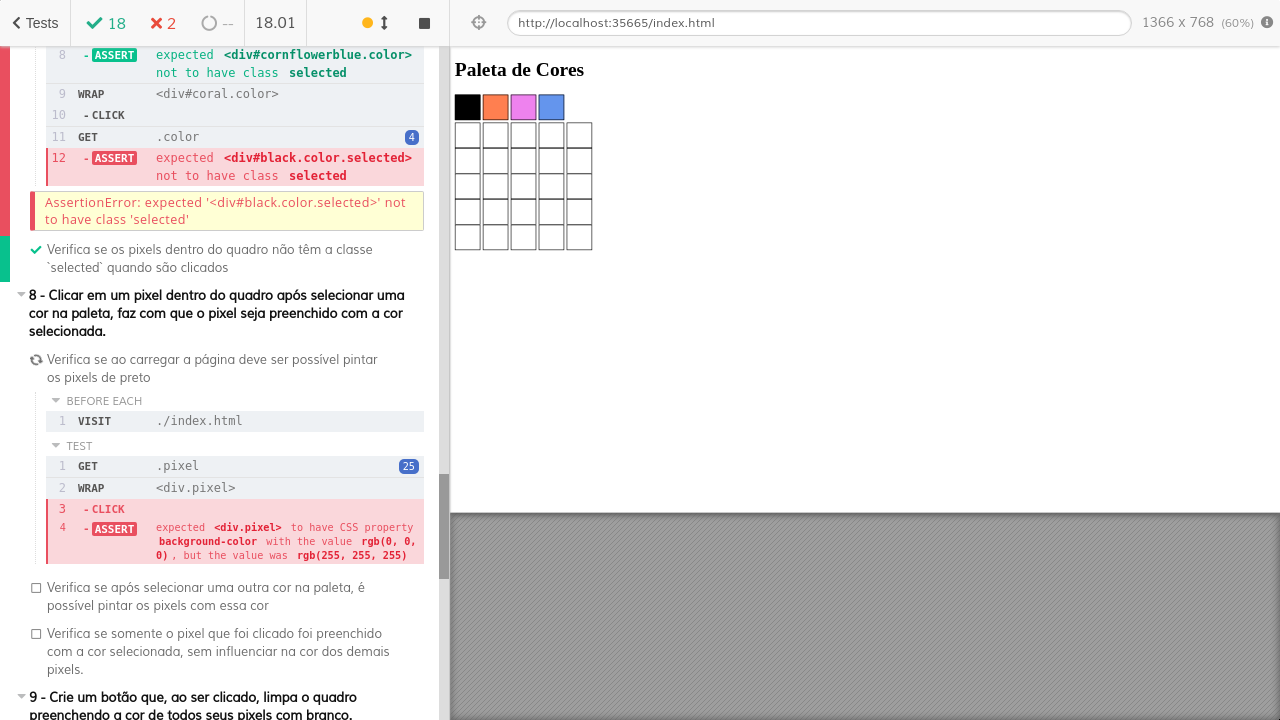 Tests
18
2
--
18.01
http://localhost:35665/index.html
1366 x 768 (60%)
8 - ASSERT expected <div#cornflowerblue.color>
not to have class selected
9 WRAP <div#coral.color>
10 - CLICK
11 GET .color 4
12 - ASSERT expected <div#black.color.selected>
not to have class selected
AssertionError: expected '<div#black.color.selected>' not
to have class 'selected'
Verifica se os pixels dentro do quadro não têm a classe
`selected` quando são clicados
8 - Clicar em um pixel dentro do quadro após selecionar uma
cor na paleta, faz com que o pixel seja preenchido com a cor
selecionada.
Verifica se ao carregar a página deve ser possível pintar
os pixels de preto
BEFORE EACH
1 VISIT ./index.html
TEST
1 GET .pixel 25
2 WRAP <div.pixel>
3 - CLICK
4 - ASSERT expected <div.pixel> to have CSS property
background-color with the value rgb(0, 0,
0), but the value was rgb(255, 255, 255)
Verifica se após selecionar uma outra cor na paleta, é
possível pintar os pixels com essa cor
Verifica se somente o pixel que foi clicado foi preenchido
com a cor selecionada, sem influenciar na cor dos demais
pixels.
9 - Crie um botão que, ao ser clicado, limpa o quadro
preenchendo a cor de todos seus pixels com branco.
Paleta de Cores